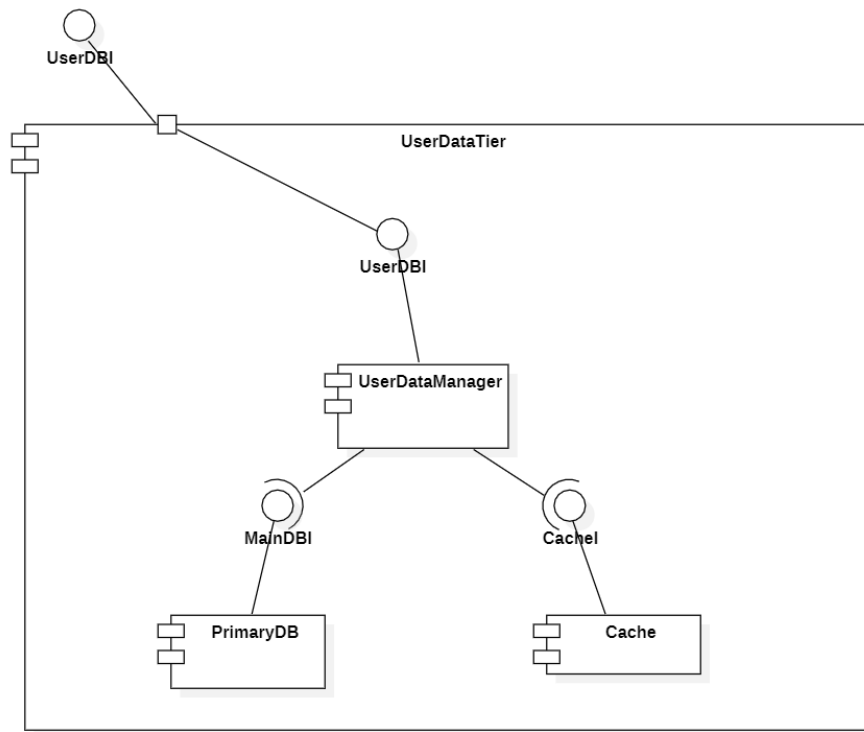 UserDBI
UserDataTier
UserDBI
UserDataManager
MainDBI
CacheI
PrimaryDB
Cache